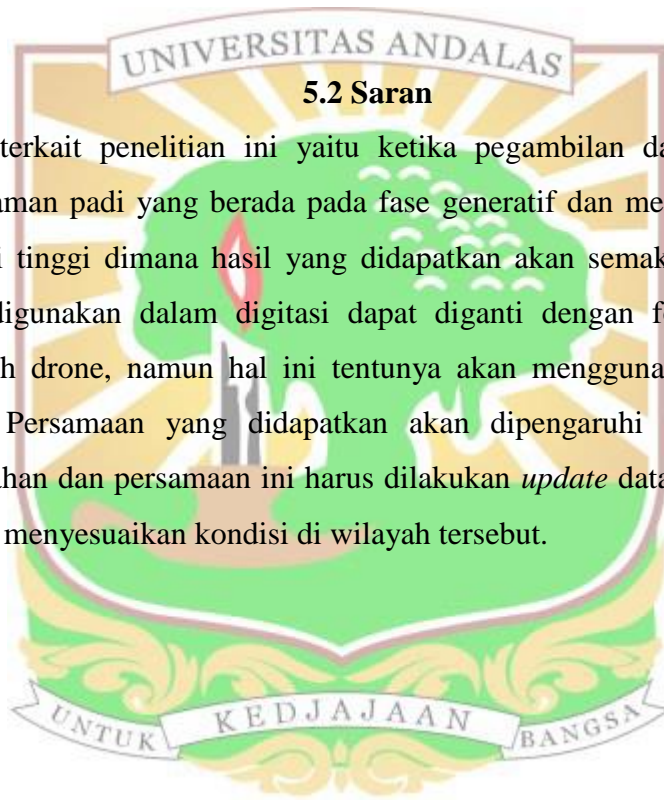 UNIVERSITAS ANDALAS
5.2 Saran
terkait penelitian ini yaitu ketika pegambilan da
aman padi yang berada pada fase generatif dan me
i tinggi dimana hasil yang didapatkan akan semak
digunakan dalam digitasi dapat diganti dengan f
h drone, namun hal ini tentunya akan mengguna
Persamaan yang didapatkan akan dipengaruhi
ahan dan persamaan ini harus dilakukan update data
menyesuaikan kondisi di wilayah tersebut.
UNTUK KEDJAJAAN BANGSA